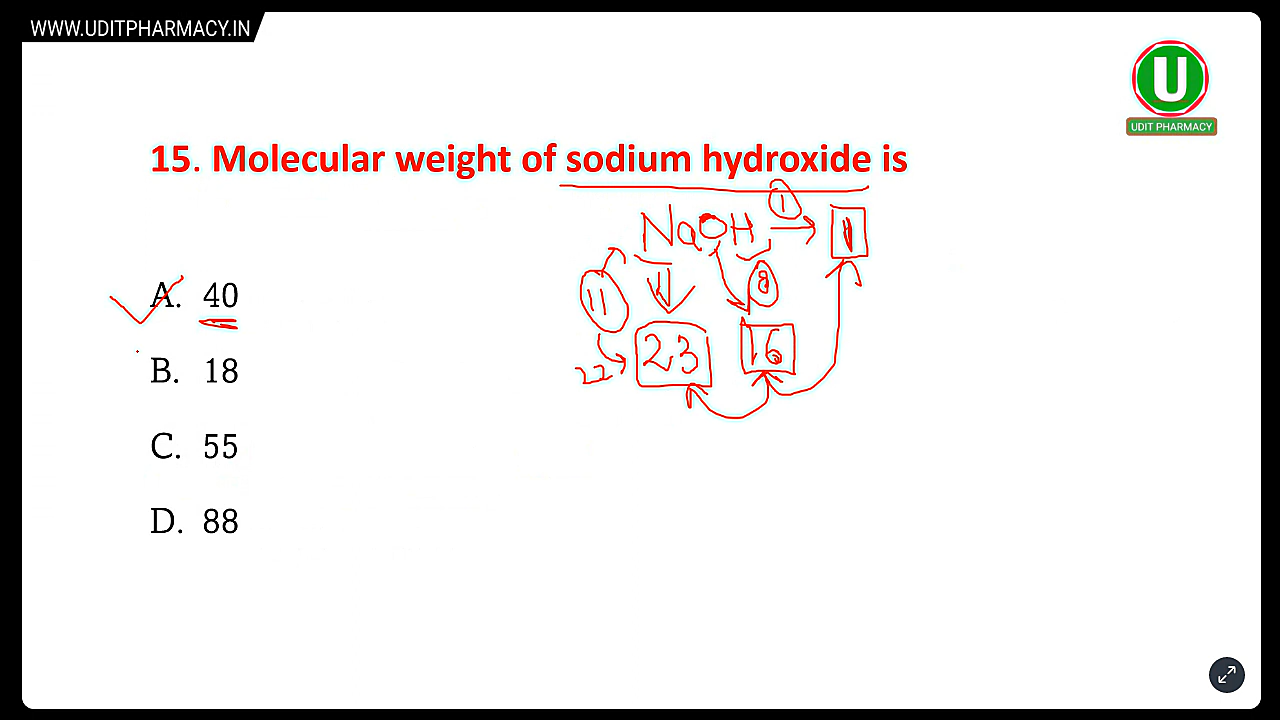 WWW.UDITPHARMACY.IN
U
UDIT PHARMACY
15. Molecular weight of sodium hydroxide is
NaOH
1
1
11
8
22
23
16
A. 40
B. 18
C. 55
D. 88